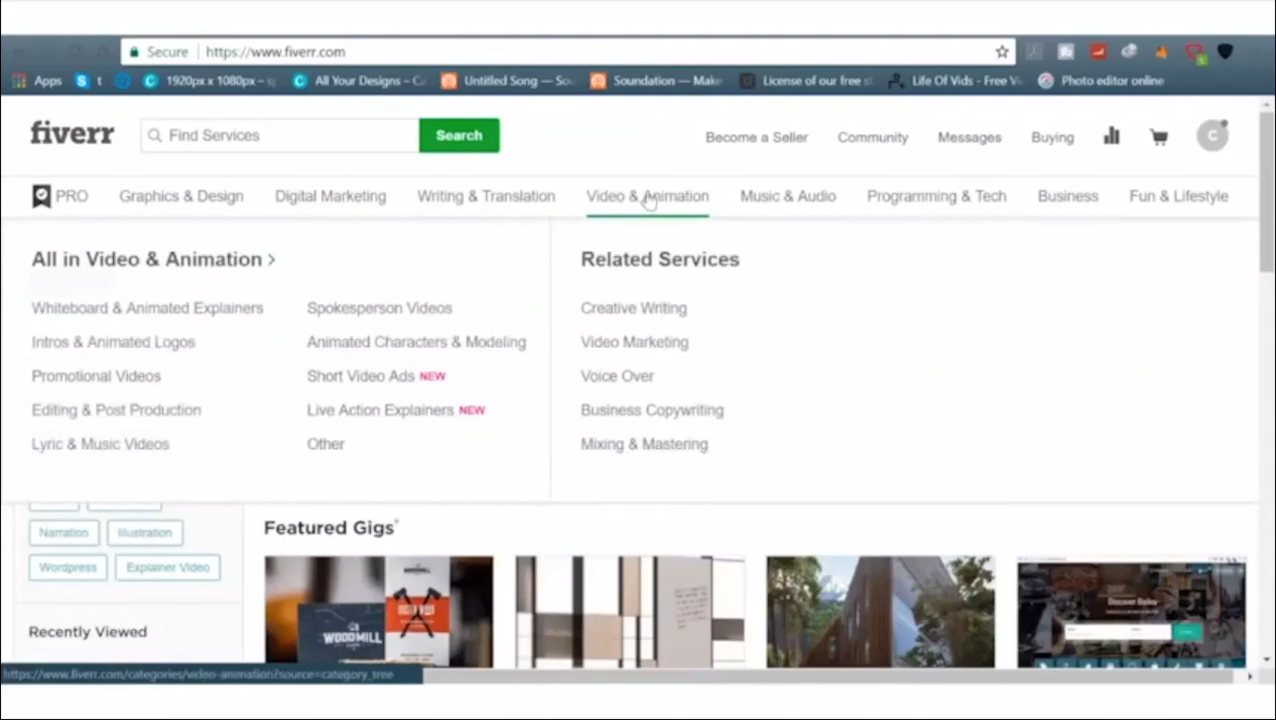 Secure https://www.fiverr.com
Apps t 1920px x 1080px – All Your Designs – C Untitled Song — So Soundation — Make License of our free s Life Of Vids - Free V Photo editor online
fiverr Find Services Search Become a Seller Community Messages Buying C
PRO Graphics & Design Digital Marketing Writing & Translation Video & Animation Music & Audio Programming & Tech Business Fun & Lifestyle
All in Video & Animation >
Related Services
Whiteboard & Animated Explainers Spokesperson Videos Creative Writing
Intros & Animated Logos Animated Characters & Modeling Video Marketing
Promotional Videos Short Video Ads NEW Voice Over
Editing & Post Production Live Action Explainers NEW Business Copywriting
Lyric & Music Videos Other Mixing & Mastering
Featured Gigs
Narration Illustration
Wordpress Explainer Video
Recently Viewed
WOODMILL
Discover
https://www.fiverr.com/categories/video-animation?source=category_tree